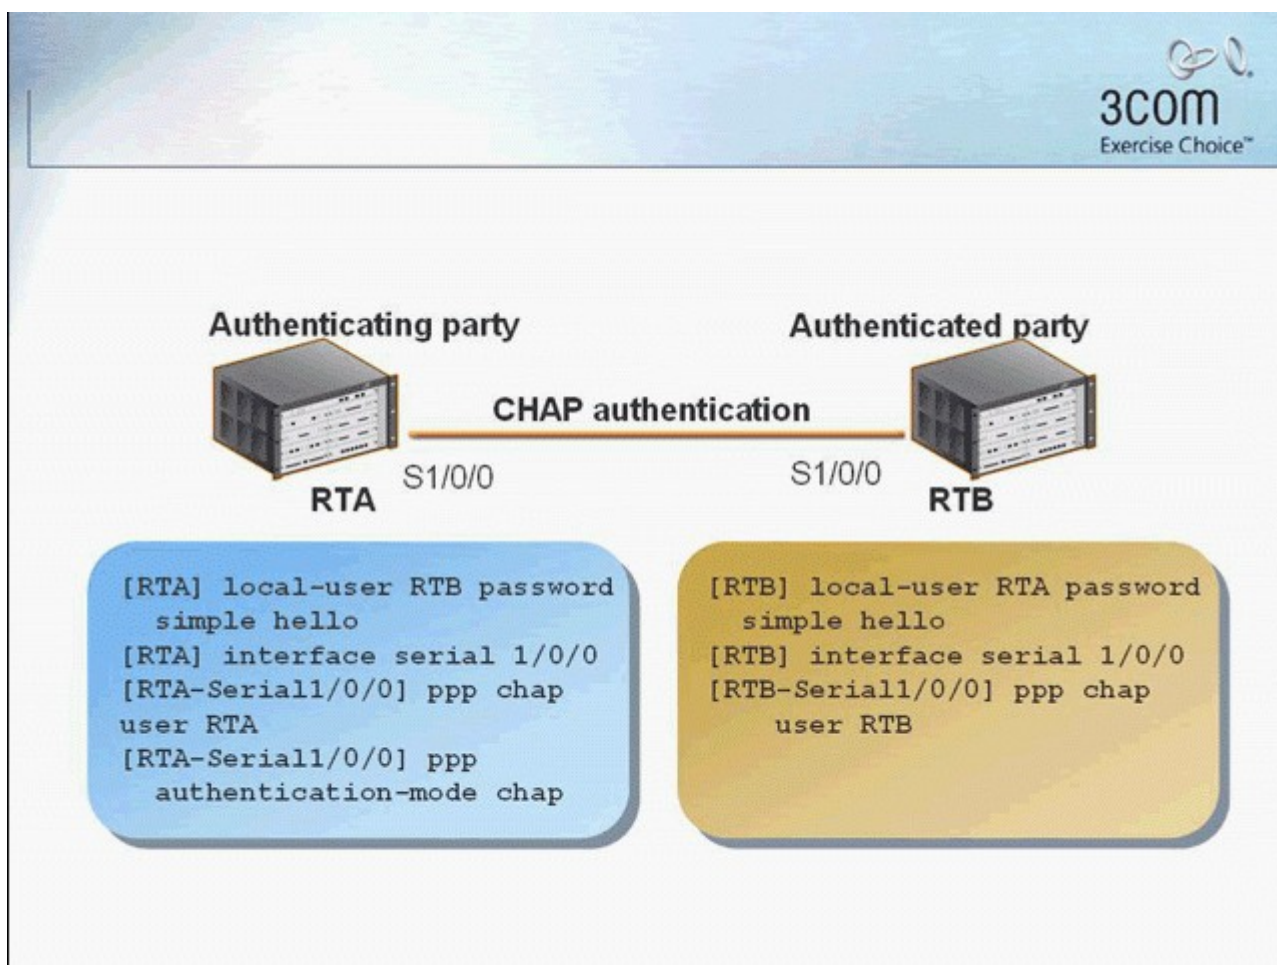 3COM
Exercise Choice™
Authenticating party
Authenticated party
CHAP authentication
S1/0/0
S1/0/0
RTA
RTB
[RTA] local-user RTB password
simple hello
[RTA] interface serial 1/0/0
[RTA-Serial1/0/0] ppp chap
user RTA
[RTA-Serial1/0/0] ppp
authentication-mode chap
[RTB] local-user RTA password
simple hello
[RTB] interface serial 1/0/0
[RTB-Serial1/0/0] ppp chap
user RTB